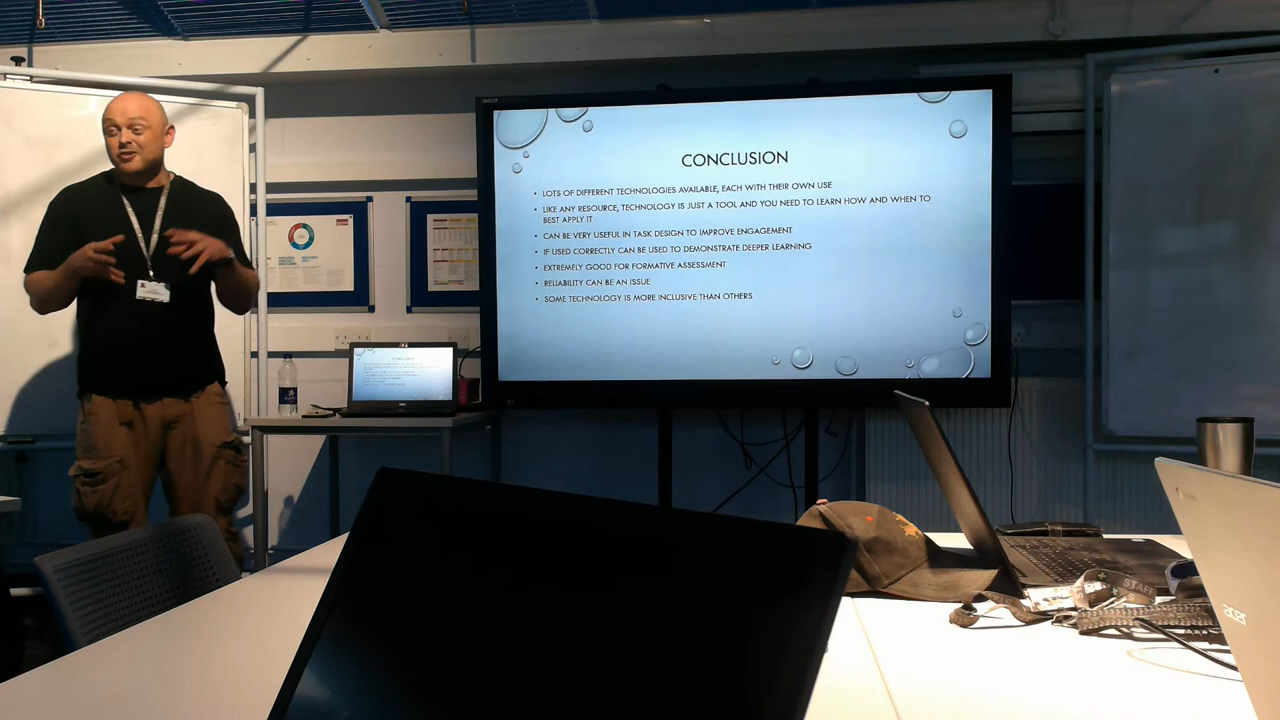 CONCLUSION
• LOTS OF DIFFERENT TECHNOLOGIES AVAILABLE, EACH WITH THEIR OWN USE
• LIKE ANY RESOURCE, TECHNOLOGY IS JUST A TOOL AND YOU NEED TO LEARN HOW AND WHEN TO
BEST APPLY IT
• CAN BE VERY USEFUL IN TASK DESIGN TO IMPROVE ENGAGEMENT
• IF USED CORRECTLY CAN BE USED TO DEMONSTRATE DEEPER LEARNING
• EXTREMELY GOOD FOR FORMATIVE ASSESSMENT
• RELIABILITY CAN BE AN ISSUE
• SOME TECHNOLOGY IS MORE INCLUSIVE THAN OTHERS
CONCLUSION
acer